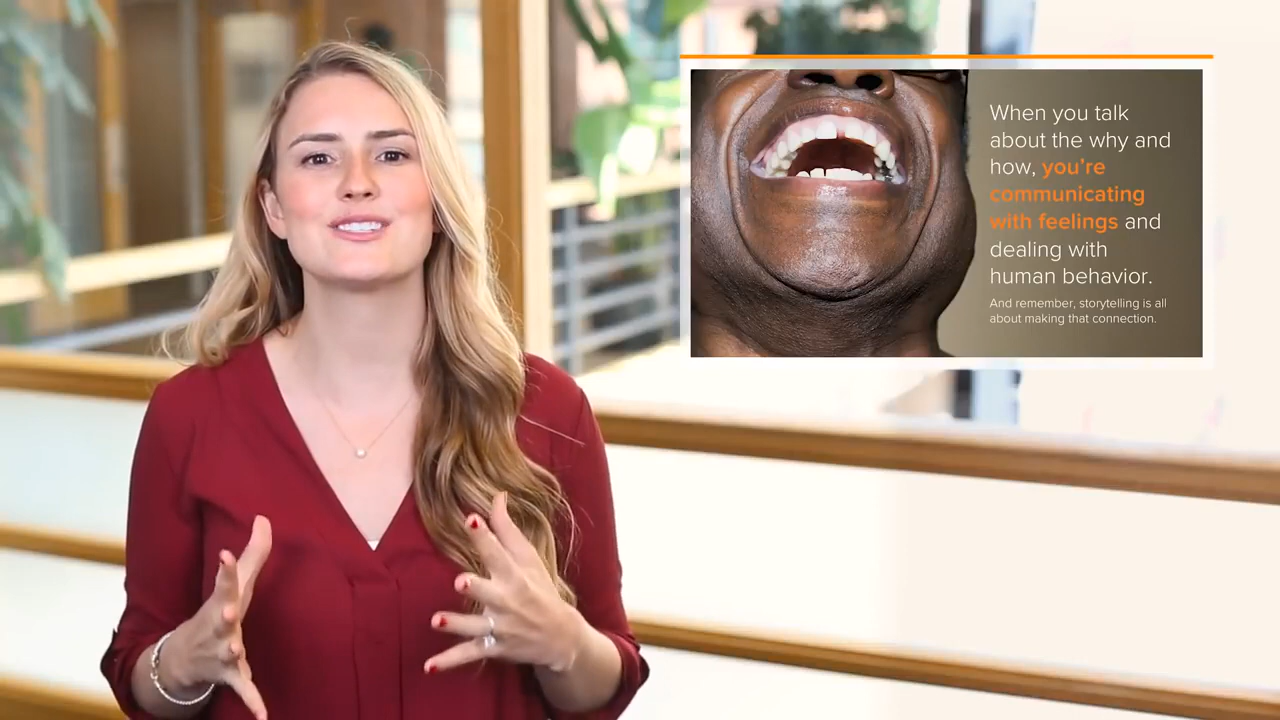 When you talk
about the why and
how, you're
communicating
with feelings and
dealing with
human behavior.
And remember, storytelling is all
about making that connection.